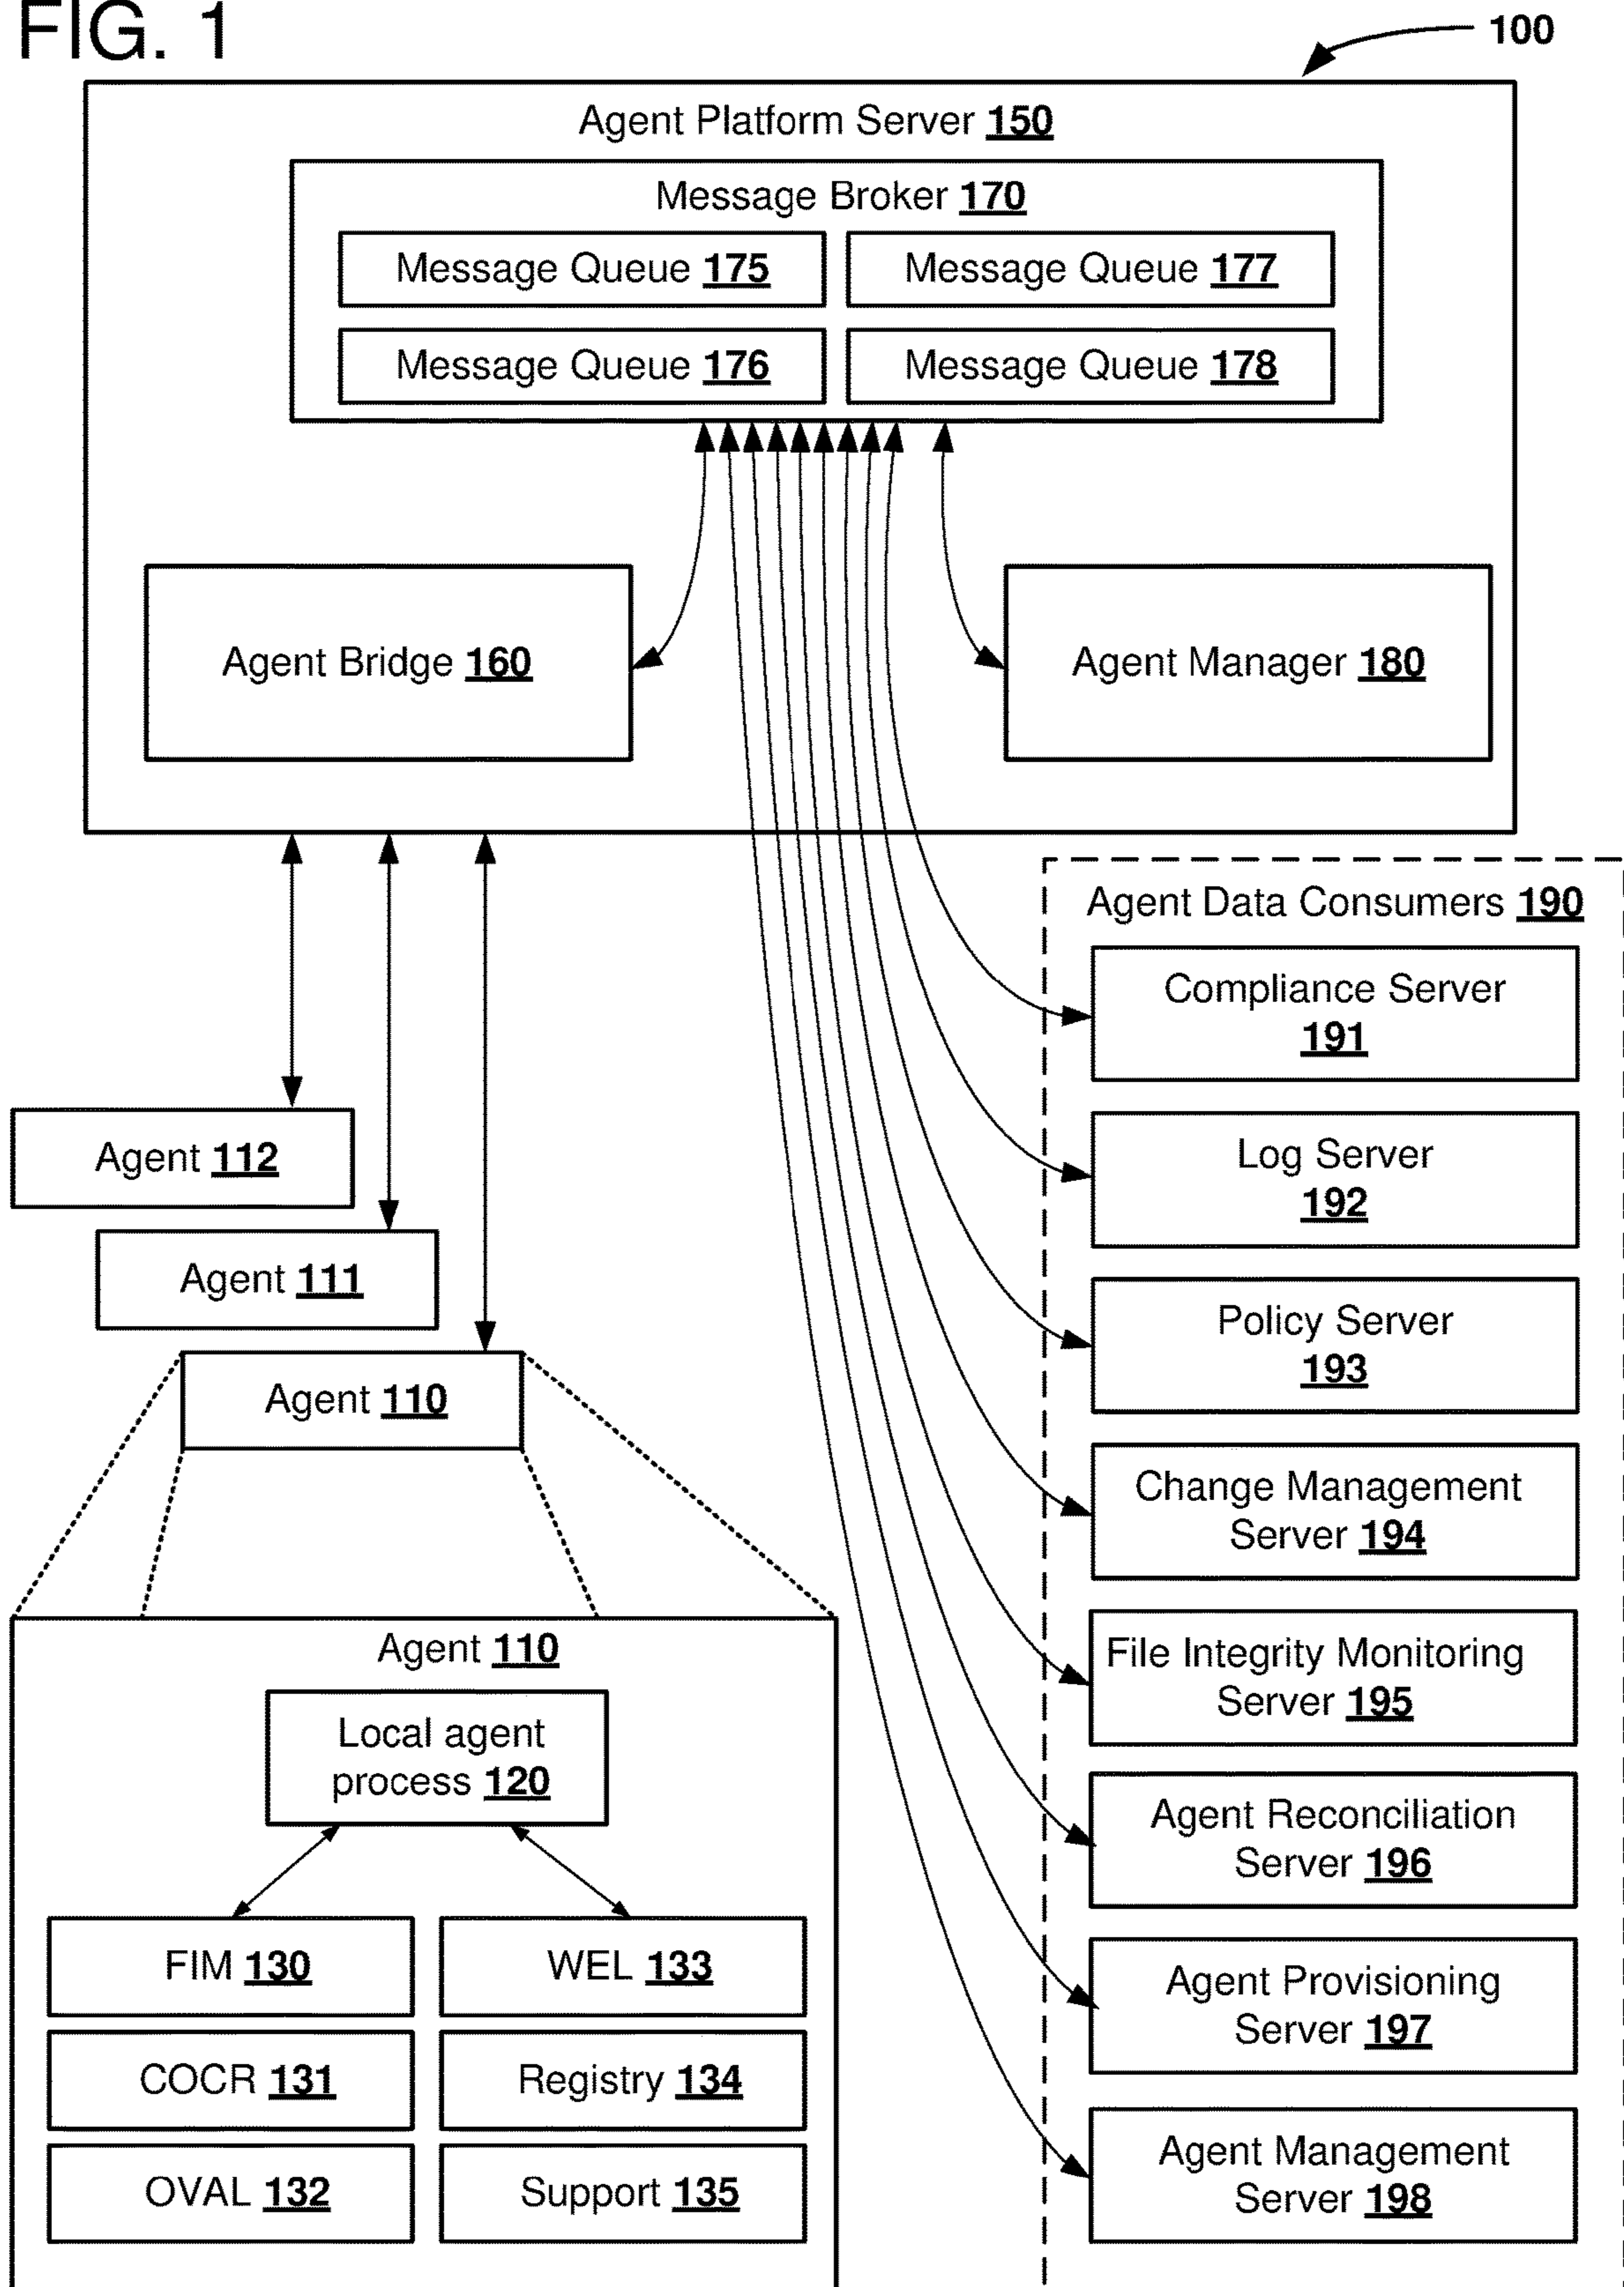 FIG. 1
100
Agent Platform Server 150
Message Broker 170
Message Queue 175
Message Queue 177
Message Queue 176
Message Queue 178
Agent Bridge 160
Agent Manager 180
Agent Data Consumers 190
Compliance Server
191
Log Server
192
Policy Server
193
Change Management
Server 194
File Integrity Monitoring
Server 195
Agent Reconciliation
Server 196
Agent Provisioning
Server 197
Agent Management
Server 198
Agent 112
Agent 111
Agent 110
Agent 110
Local agent
process 120
FIM 130
WEL 133
COCR 131
Registry 134
OVAL 132
Support 135